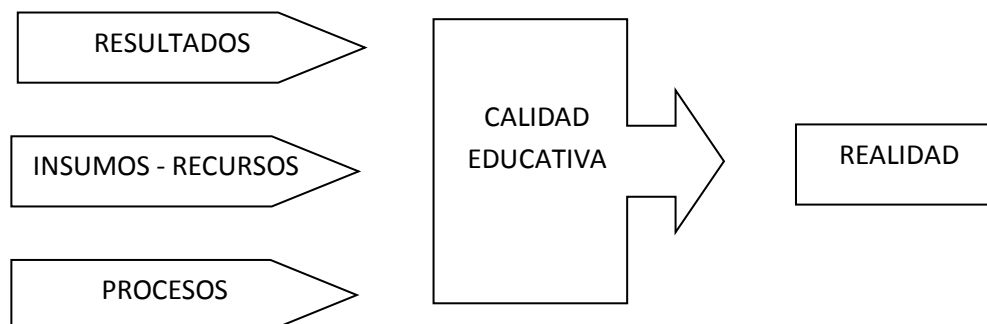 RESULTADOS
INSUMOS - RECURSOS
PROCESOS
CALIDAD
EDUCATIVA
REALIDAD